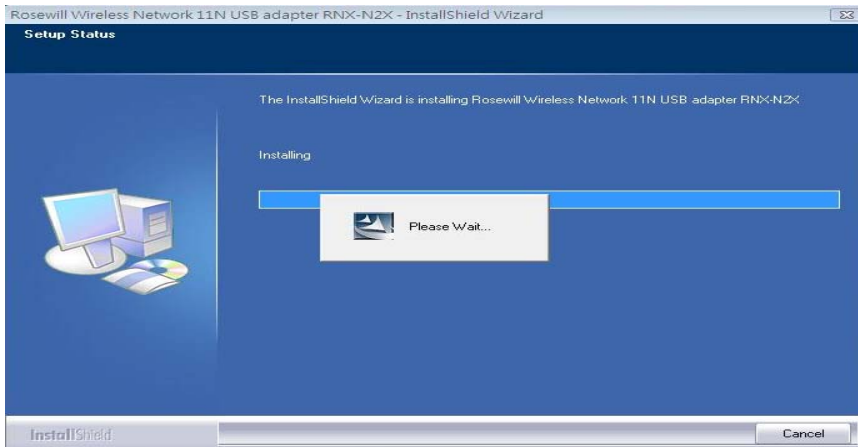 Rosewill Wireless Network 11N USB adapter RNX-N2X - InstallShield Wizard
Setup Status
The InstallShield Wizard is installing Rosewill Wireless Network 11N USB adapter RNX-N2X
Installing
Please Wait...
InstallShield
Cancel